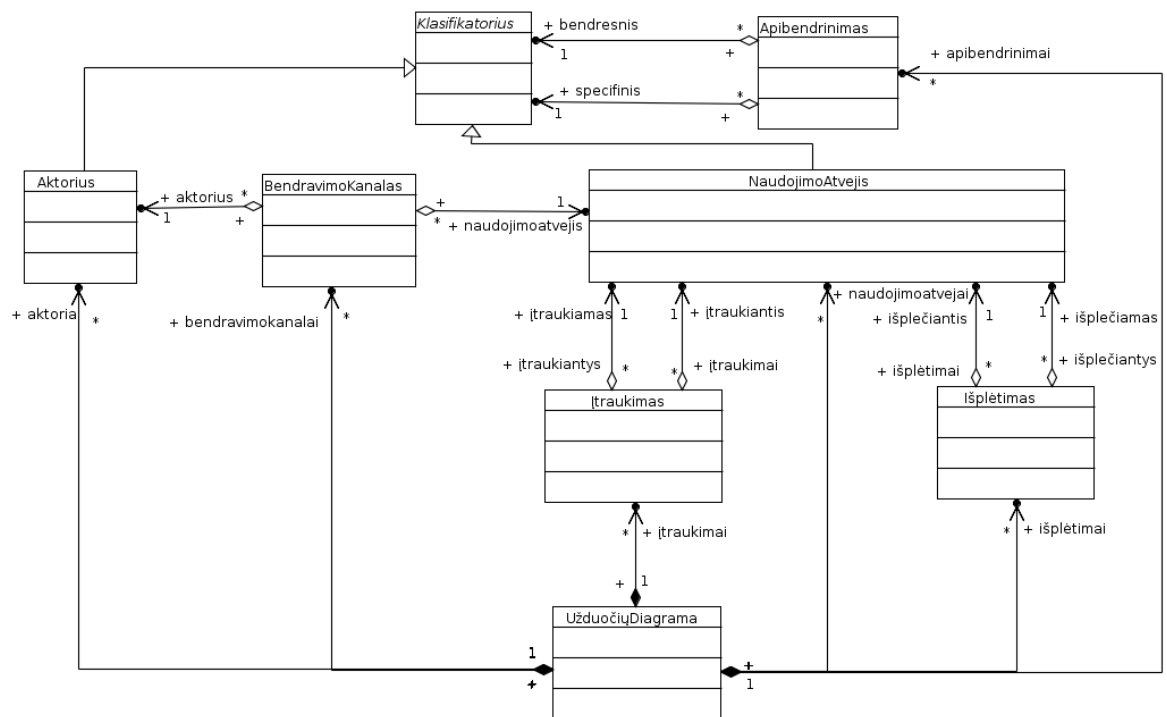 Klasifikatorius
+ bendresnis
*
Apibendrinimas
1
+
+ apibendrinimai
*
+ specifinis
*
1
+
Aktorius
+ aktorius
*
1
+
BendravimoKanalas
+
*
1
+ naudojimoatvejis
NaudojimoAtvejis
+ aktoriai
*
+ bendravimokanalai
*
+ įtraukiamas
1
1
+ įtraukiantis
+ naudojimoatvejai
*
+ išplečiantis
1
1
+ išplečiamas
+ įtraukiantys
*
*
+ įtraukimai
+ išplėtimai
*
*
+ išplečiantys
Įtraukimas
Išplėtimas
*
+ įtraukimai
*
+ išplėtimai
+
1
UžduočiųDiagrama
1
+
+
1